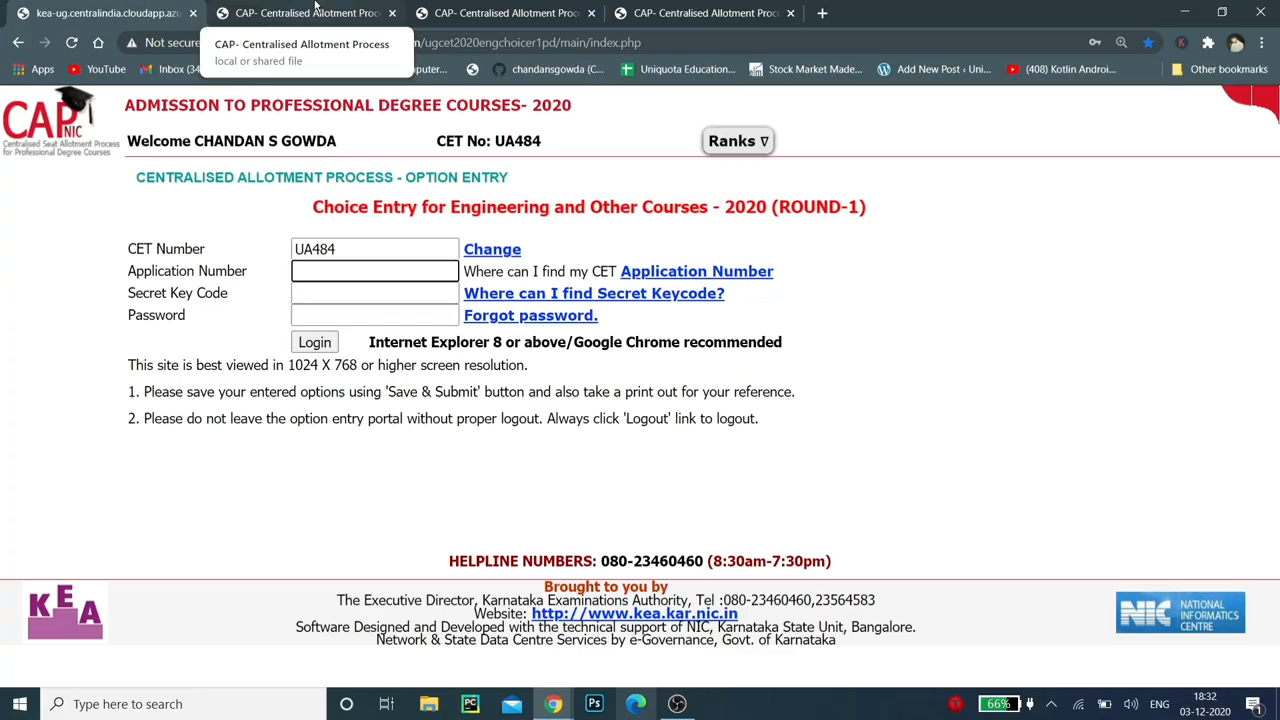 kea-ug.cloudapp.azu
CAP- Centralised Allotment Proc
CAP- Centralised Allotment Proc
CAP- Centralised Allotment Proc
Not secure
m/ugcet2020engchoicer1pd/main/index.php
CAP- Centralised Allotment Process
local or shared file
Apps
YouTube
Inbox (34
mputer...
chandansgowda (C...
Uniquota Education...
Stock Market Made...
Add New Post ‹ Uni...
(408) Kotlin Androi...
Other bookmarks
CAP NIC
Centralised Seat Allotment Process
for Professional Degree Courses
ADMISSION TO PROFESSIONAL DEGREE COURSES- 2020
Welcome CHANDAN S GOWDA
CET No: UA484
Ranks ∇
CENTRALISED ALLOTMENT PROCESS - OPTION ENTRY
Choice Entry for Engineering and Other Courses - 2020 (ROUND-1)
CET Number UA484 Change
Application Number Where can I find my CET Application Number
Secret Key Code Where can I find Secret Keycode?
Password Forgot password.
Login Internet Explorer 8 or above/Google Chrome recommended
This site is best viewed in 1024 X 768 or higher screen resolution.
1. Please save your entered options using 'Save & Submit' button and also take a print out for your reference.
2. Please do not leave the option entry portal without proper logout. Always click 'Logout' link to logout.
HELPLINE NUMBERS: 080-23460460 (8:30am-7:30pm)
Brought to you by
The Executive Director, Karnataka Examinations Authority, Tel :080-23460460,23564583
Website: http://www.kea.kar.nic.in
Software Designed and Developed with the technical support of NIC, Karnataka State Unit, Bangalore.
Network & State Data Centre Services by e-Governance, Govt. of Karnataka
KEA
NIC
NATIONAL
INFORMATICS
CENTRE
Type here to search
PC
Ps
66%
ENG
18:32
03-12-2020
1